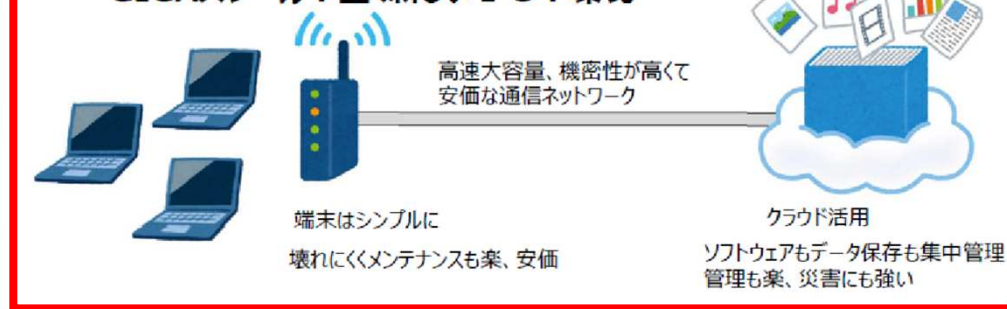 高速大容量、機密性が高くて
安価な通信ネットワーク
端末はシンプルに
壊れにくくメンテナンスも楽、安価
クラウド活用
ソフトウェアもデータ保存も集中管理
管理も楽、災害にも強い